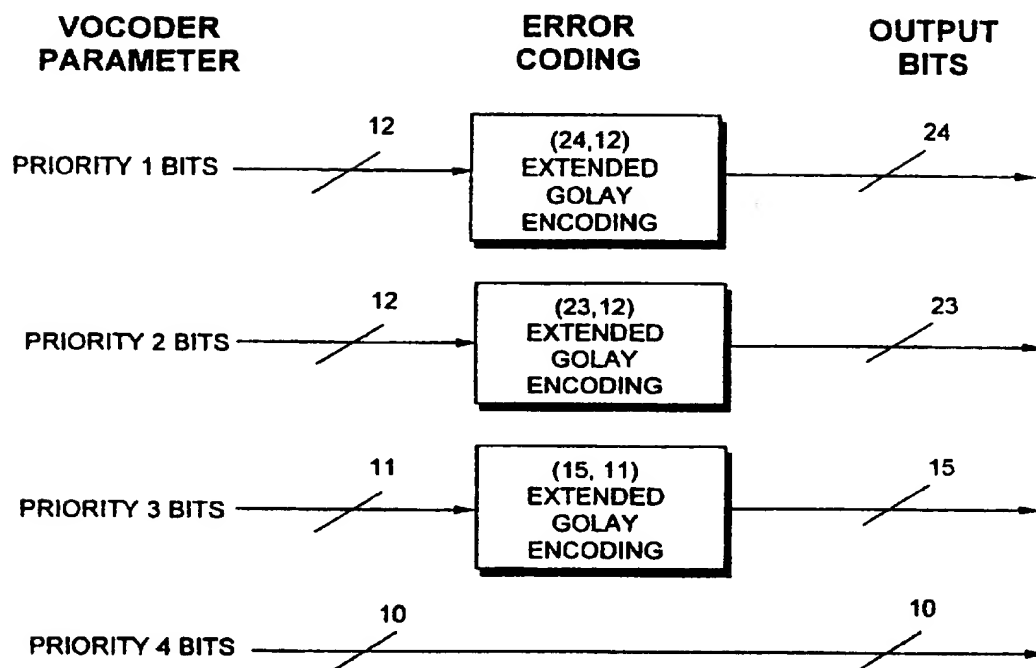 VOCODER
PARAMETER
ERROR
CODING
OUTPUT
BITS
PRIORITY 1 BITS
12
(24,12)
EXTENDED
GOLAY
ENCODING
24
PRIORITY 2 BITS
12
(23,12)
EXTENDED
GOLAY
ENCODING
23
PRIORITY 3 BITS
11
(15, 11)
EXTENDED
GOLAY
ENCODING
15
PRIORITY 4 BITS
10
10